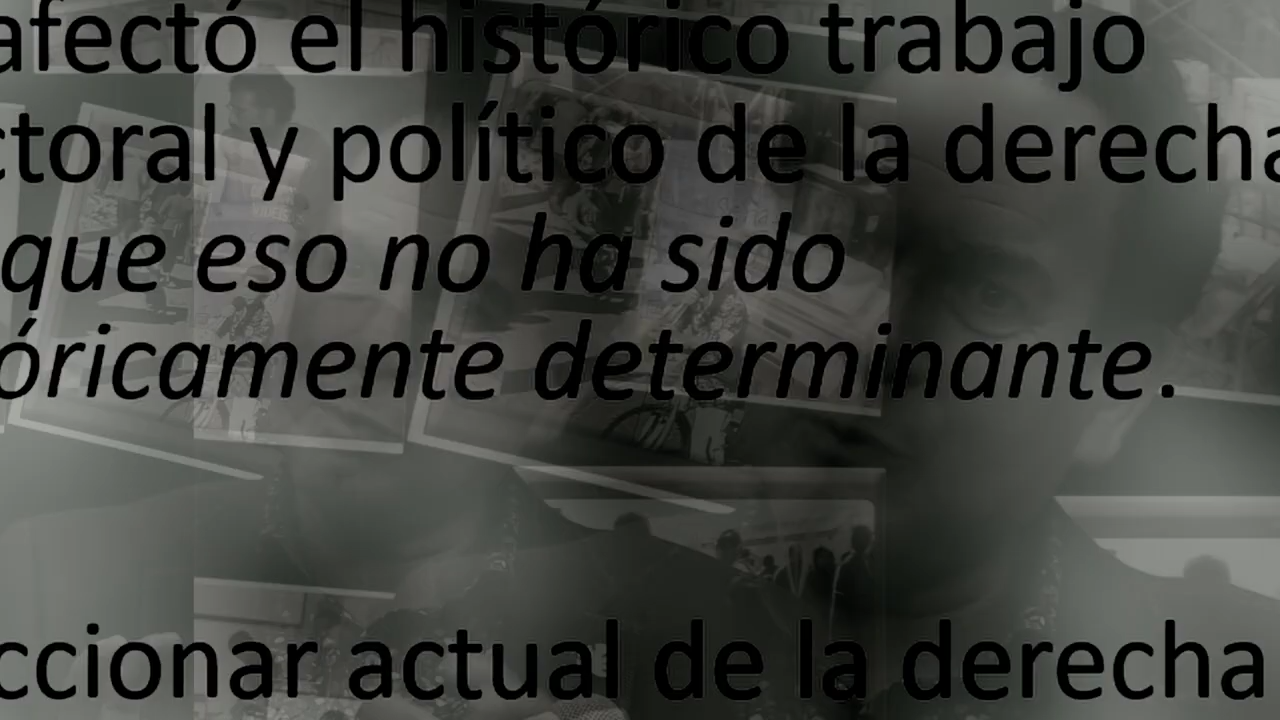 afectó el histórico trabajo
ctoral y político de la derecha
que eso no ha sido
óricamente determinante.
ccionar actual de la derecha